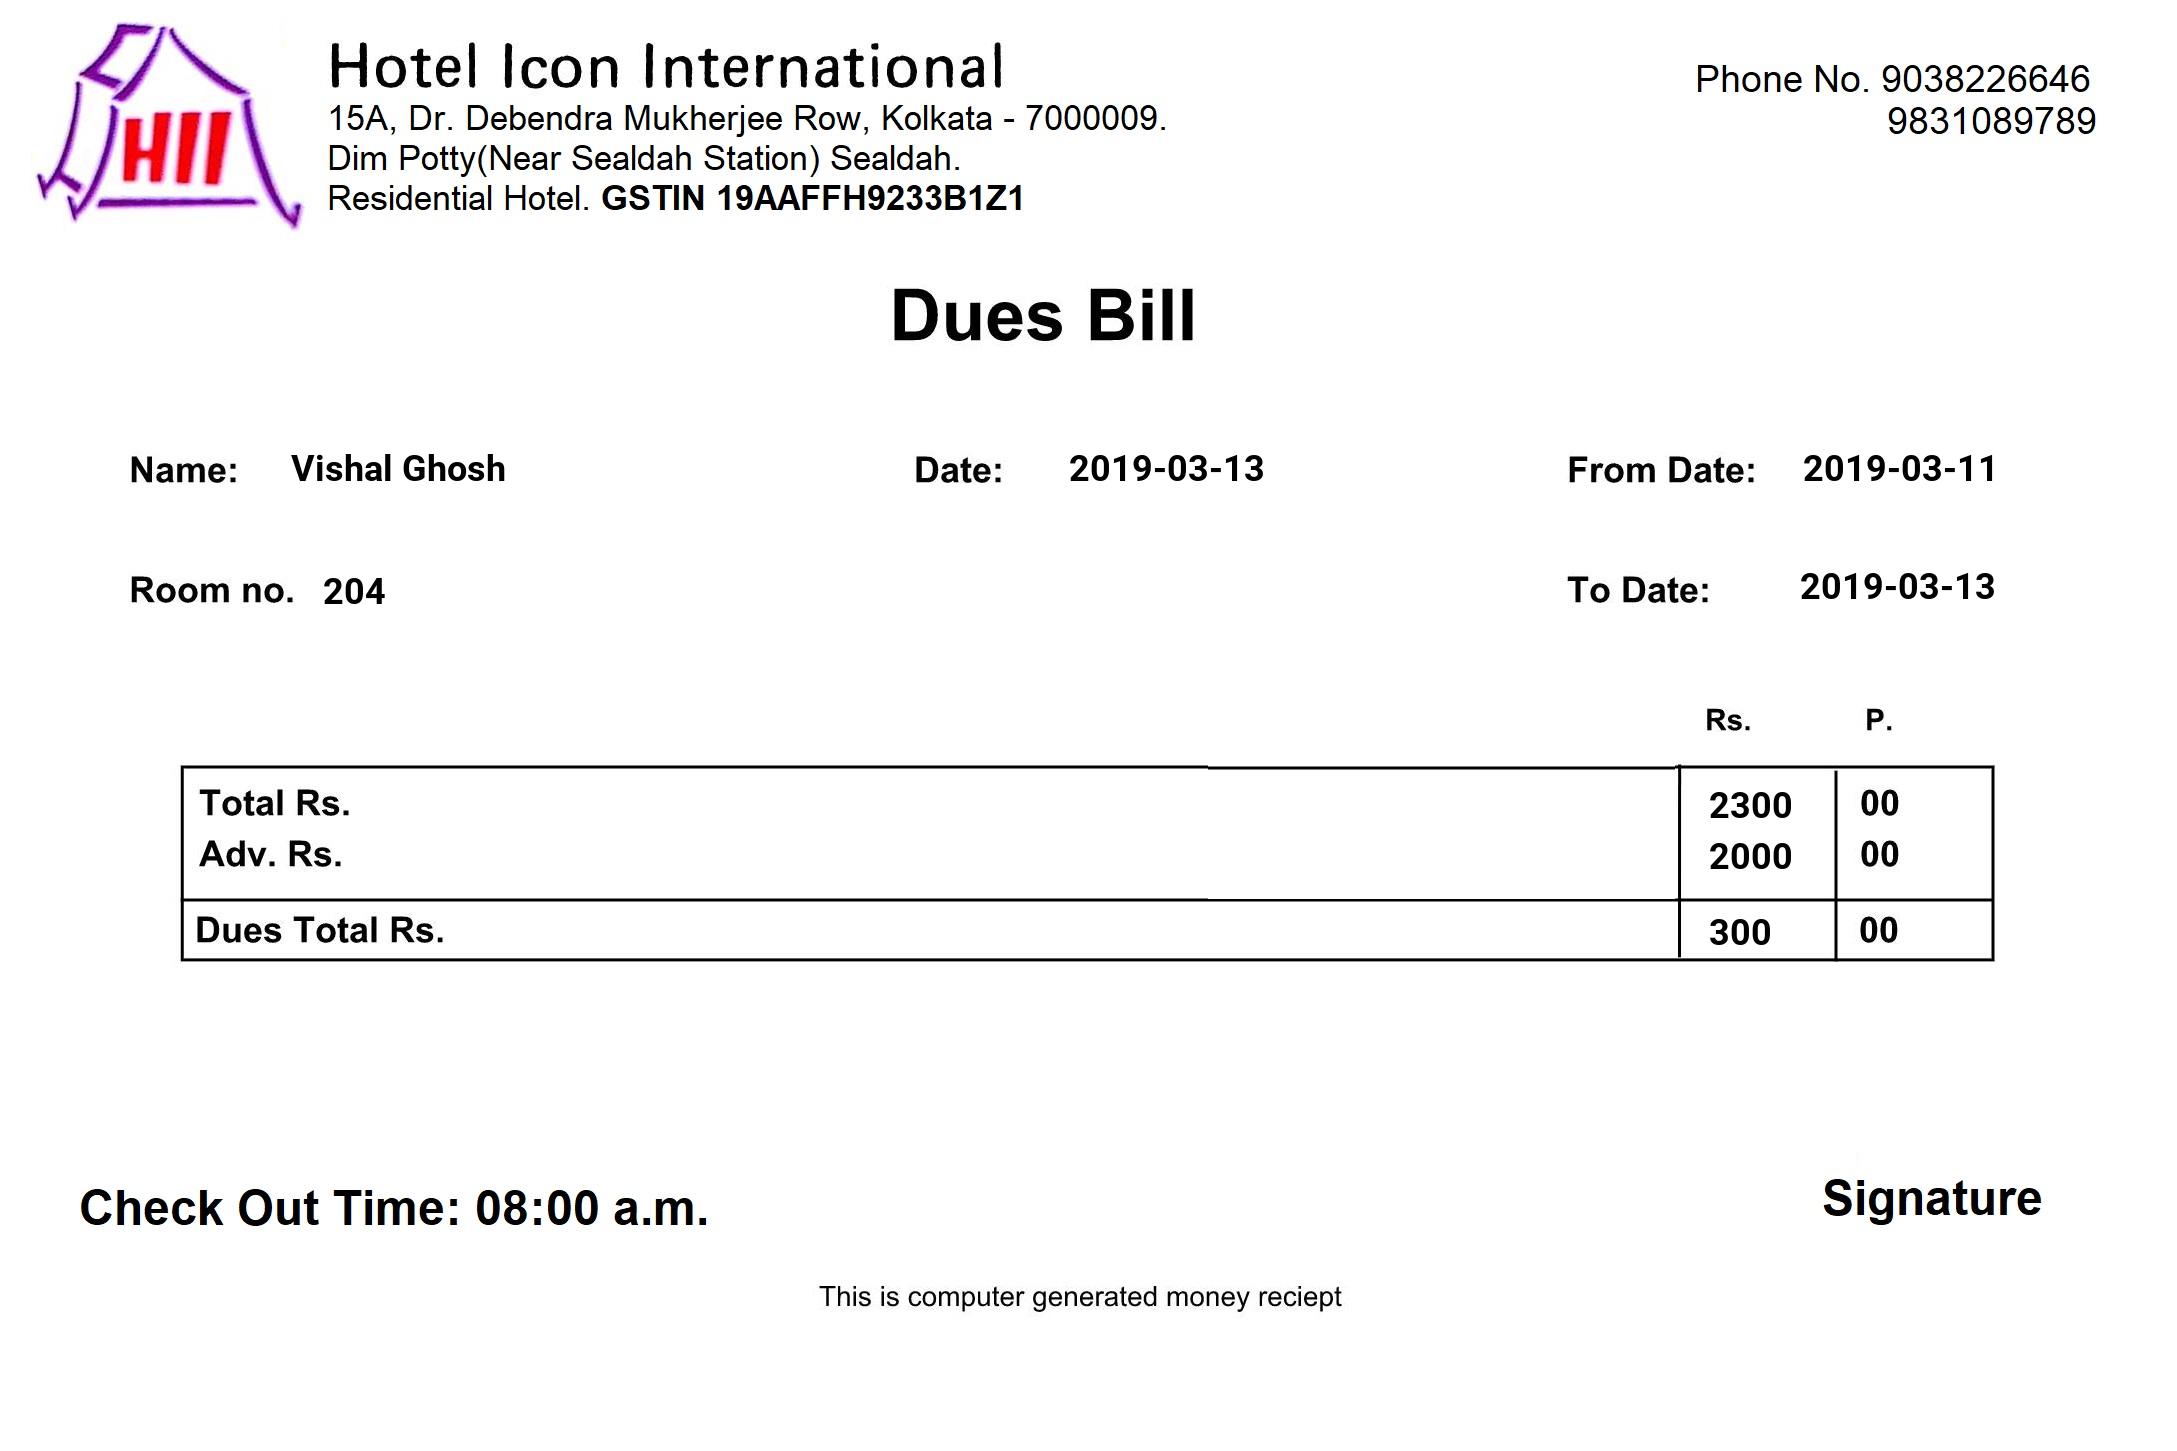 HII
Hotel Icon International
15A, Dr. Debendra Mukherjee Row, Kolkata - 7000009.
Dim Potty(Near Sealdah Station) Sealdah.
Residential Hotel. GSTIN 19AAFFH9233B1Z1
Phone No. 9038226646
9831089789
Dues Bill
Name: Vishal Ghosh Date: 2019-03-13 From Date: 2019-03-11
Room no. 204 To Date: 2019-03-13
Rs. P.
Total Rs. 2300 00
Adv. Rs. 2000 00
Dues Total Rs. 300 00
Check Out Time: 08:00 a.m. Signature
This is computer generated money reciept